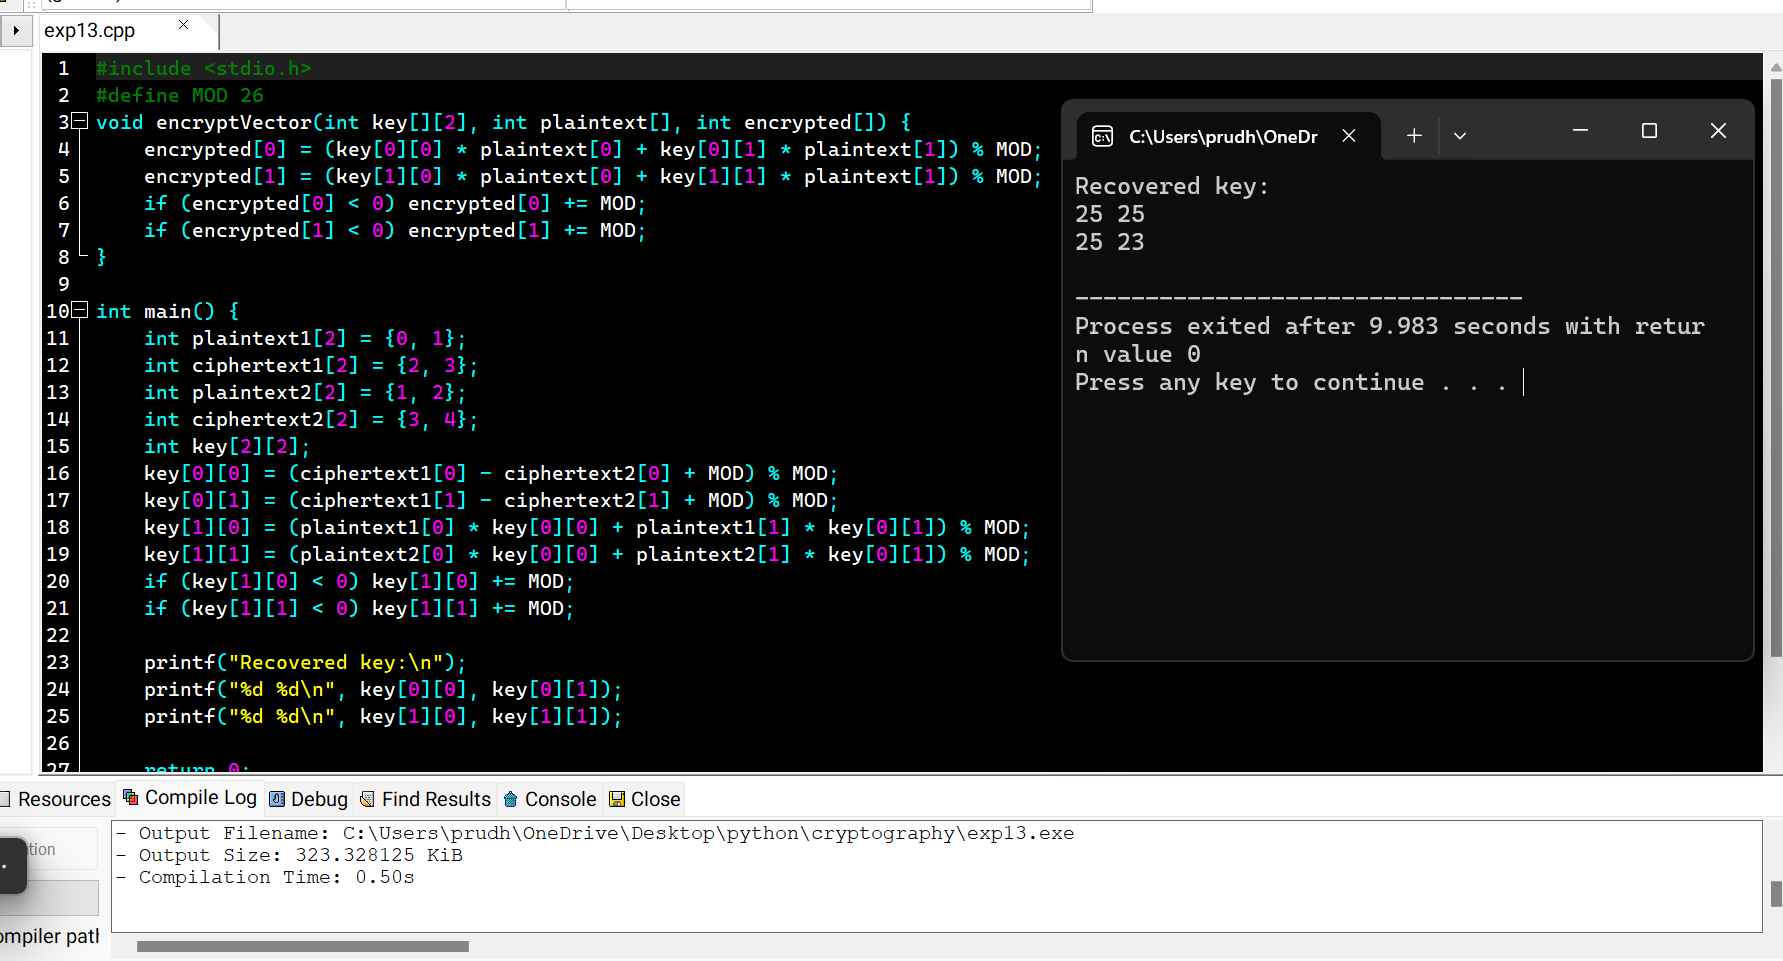 exp13.cpp
1 #include <stdio.h>
2 #define MOD 26
3 void encryptVector(int key[][2], int plaintext[], int encrypted[]) {
4     encrypted[0] = (key[0][0] * plaintext[0] + key[0][1] * plaintext[1]) % MOD;
5     encrypted[1] = (key[1][0] * plaintext[0] + key[1][1] * plaintext[1]) % MOD;
6     if (encrypted[0] < 0) encrypted[0] += MOD;
7     if (encrypted[1] < 0) encrypted[1] += MOD;
8 }
9
10 int main() {
11     int plaintext1[2] = {0, 1};
12     int ciphertext1[2] = {2, 3};
13     int plaintext2[2] = {1, 2};
14     int ciphertext2[2] = {3, 4};
15     int key[2][2];
16     key[0][0] = (ciphertext1[0] - ciphertext2[0] + MOD) % MOD;
17     key[0][1] = (ciphertext1[1] - ciphertext2[1] + MOD) % MOD;
18     key[1][0] = (plaintext1[0] * key[0][0] + plaintext1[1] * key[0][1]) % MOD;
19     key[1][1] = (plaintext2[0] * key[0][0] + plaintext2[1] * key[0][1]) % MOD;
20     if (key[1][0] < 0) key[1][0] += MOD;
21     if (key[1][1] < 0) key[1][1] += MOD;
22
23     printf("Recovered key:\n");
24     printf("%d %d\n", key[0][0], key[0][1]);
25     printf("%d %d\n", key[1][0], key[1][1]);
26
27     return 0;
C:\Users\prudh\OneDr
Recovered key:
25 25
25 23
--------------------------------
Process exited after 9.983 seconds with retur
n value 0
Press any key to continue . . .
Resources Compile Log Debug Find Results Console Close
- Output Filename: C:\Users\prudh\OneDrive\Desktop\python\cryptography\exp13.exe
- Output Size: 323.328125 KiB
- Compilation Time: 0.50s
tion
ompiler path